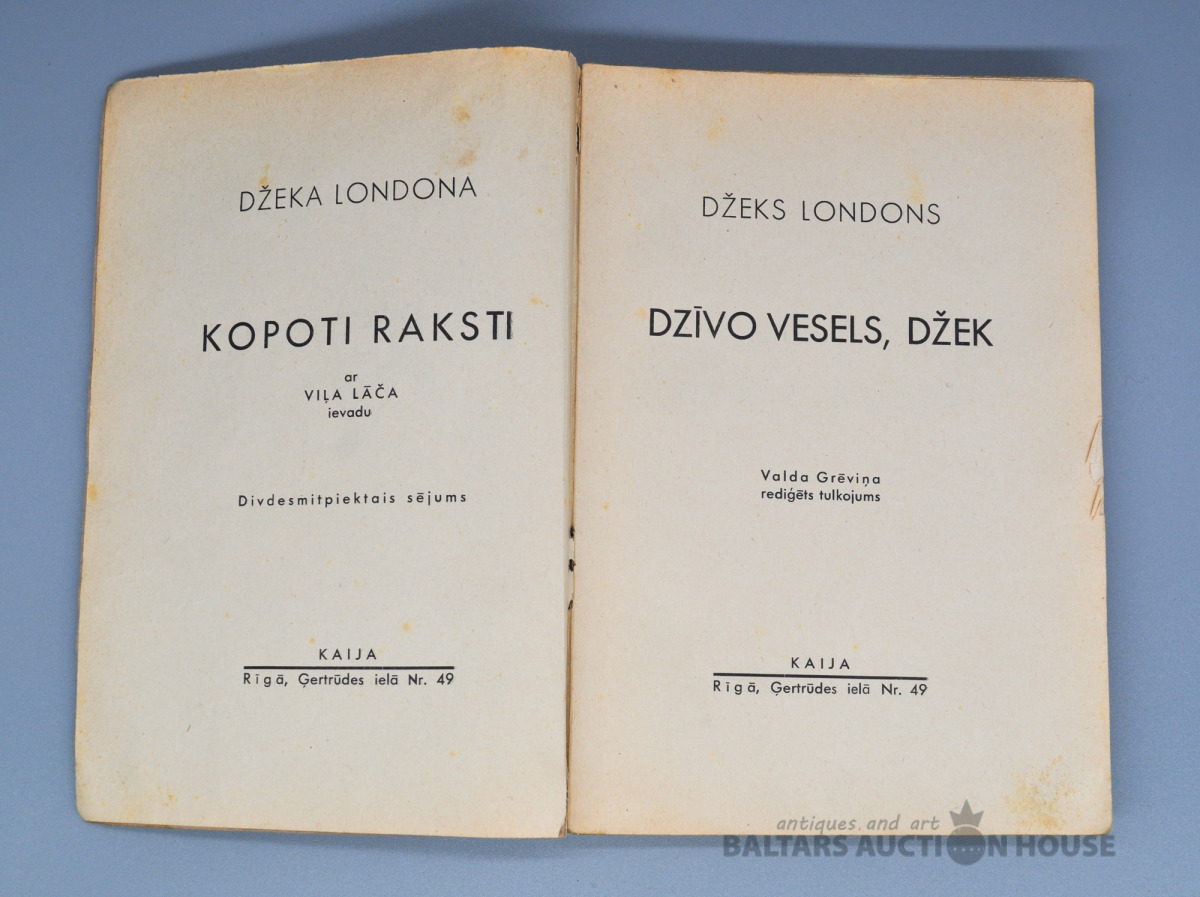 DŽEKA LONDONA
KOPOTI RAKSTI
ar
VIĻA LĀČA
ievadu
Divdesmitpiektais sējums
KAIJA
Rīgā, Ģertrūdes ielā Nr. 49
DŽEKS LONDONS
DZĪVO VESELS, DŽEK
Valda Grēviņa
rediģēts tulkojums
KAIJA
Rīgā, Ģertrūdes ielā Nr. 49
antiques and art
BALTARS AUCTION HOUSE